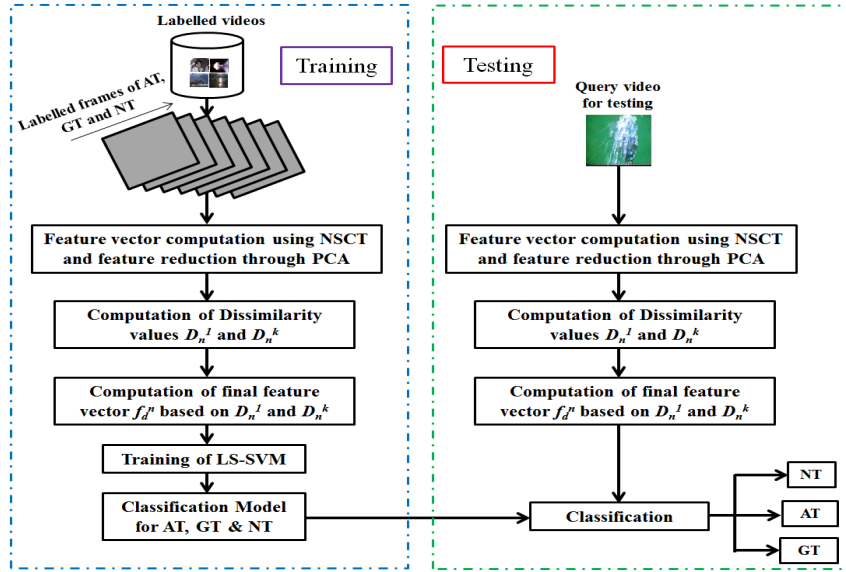 Labelled videos
Training
Labelled frames of AT,
GT and NT
Feature vector computation using NSCT
and feature reduction through PCA
Computation of Dissimilarity
values Dₙ¹ and Dₙᵏ
Computation of final feature
vector f_dⁿ based on Dₙ¹ and Dₙᵏ
Training of LS-SVM
Classification Model
for AT, GT & NT
Testing
Query video
for testing
Feature vector computation using NSCT
and feature reduction through PCA
Computation of Dissimilarity
values Dₙ¹ and Dₙᵏ
Computation of final feature
vector f_dⁿ based on Dₙ¹ and Dₙᵏ
Classification
NT
AT
GT